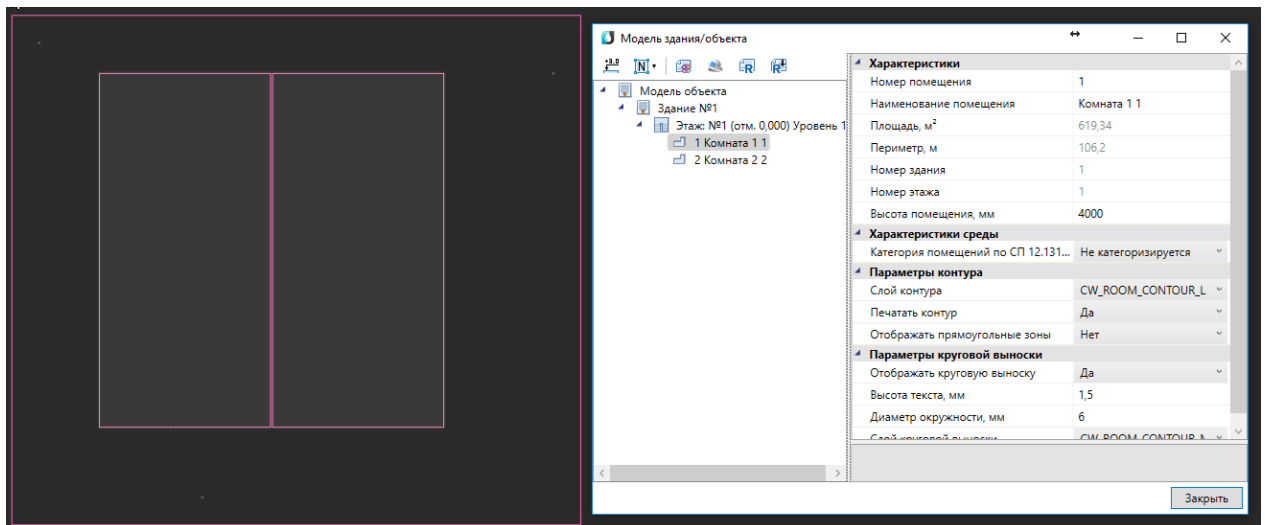 Модель здания/объекта
Модель объекта
Здание №1
Этаж: №1 (отм. 0,000) Уровень 1
1 Комната 1 1
2 Комната 2 2
Характеристики
Номер помещения 1
Наименование помещения Комната 1 1
Площадь, м² 619,34
Периметр, м 106,2
Номер здания 1
Номер этажа 1
Высота помещения, мм 4000
Характеристики среды
Категория помещений по СП 12.131... Не категоризируется
Параметры контура
Слой контура CW_ROOM_CONTOUR_L
Печатать контур Да
Отображать прямоугольные зоны Нет
Параметры круговой выноски
Отображать круговую выноску Да
Высота текста, мм 1,5
Диаметр окружности, мм 6
Слой круговой выноски CW_ROOM_CONTOUR_
Закрыть